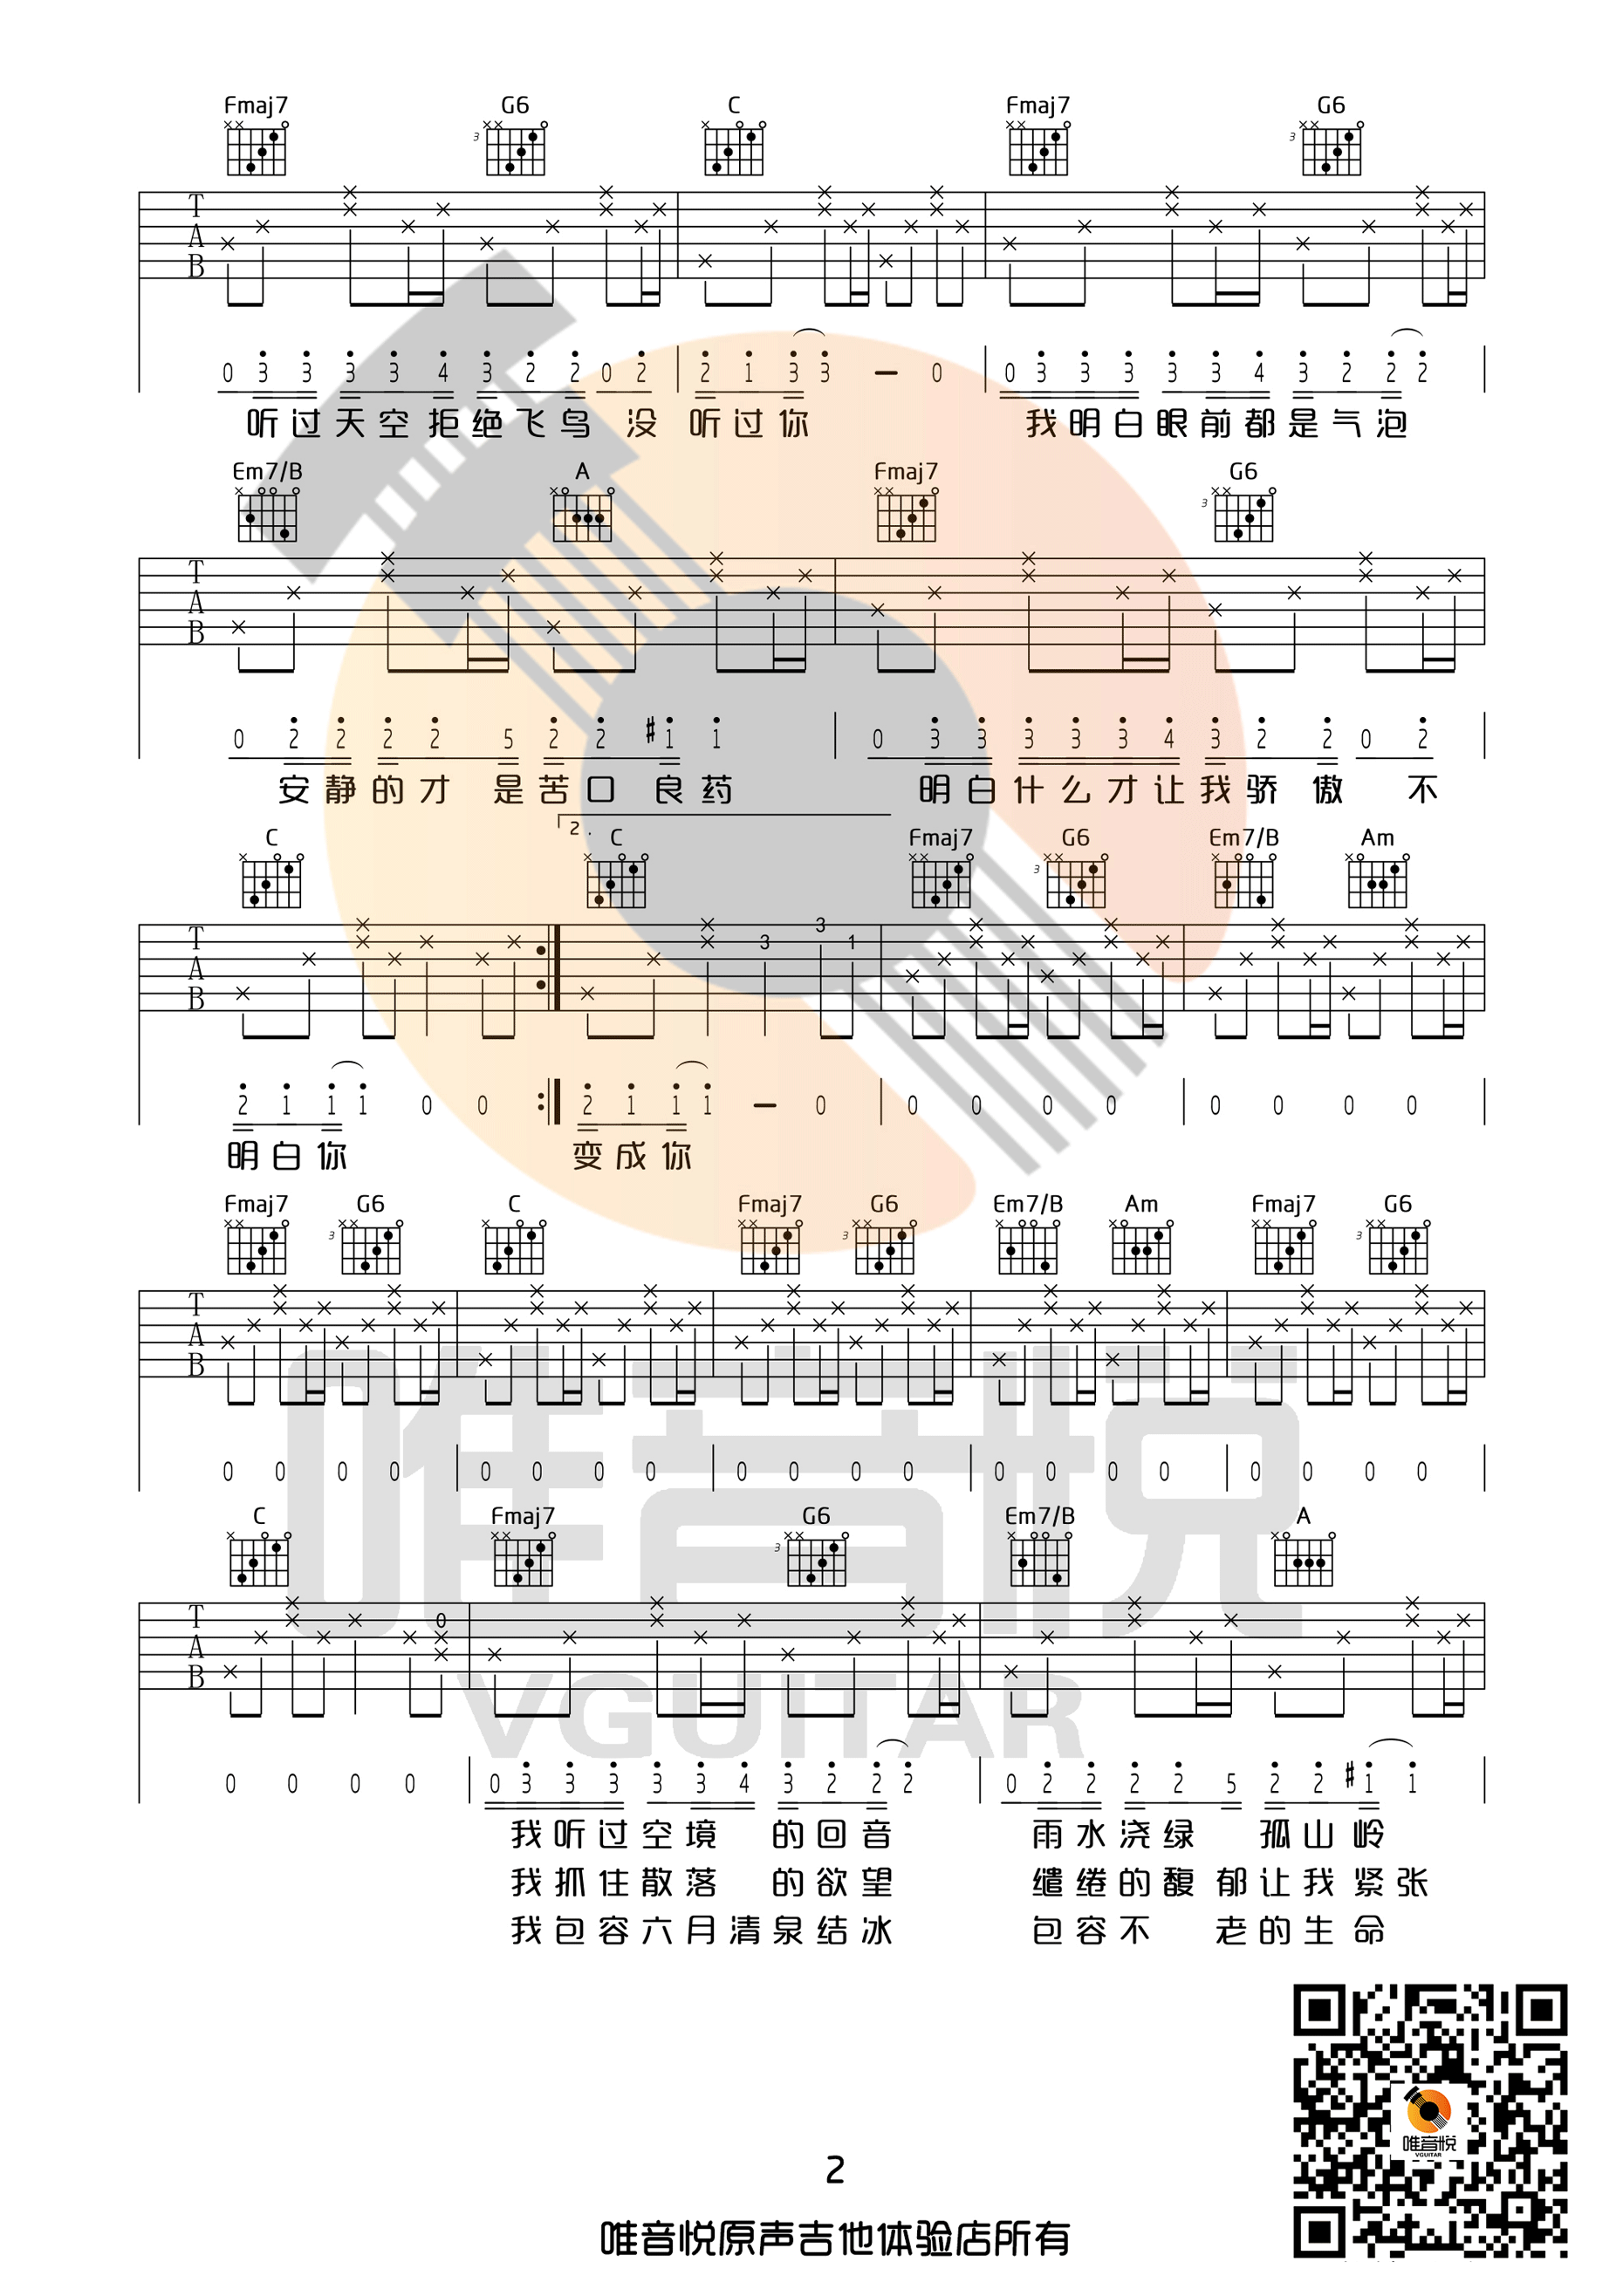 Fmaj7 G6 C Fmaj7 G6
T
A
B
0 3 3 3 3 4 3 2 2 0 2 2 1 3 3 — 0 0 3 3 3 3 3 4 3 2 2 2
听过天空拒绝飞鸟 没 听过你 我明白眼前都是气泡
Em7/B A Fmaj7 G6
T
A
B
0 2 2 2 2 5 2 2 #1 1 0 3 3 3 3 3 4 3 2 2 0 2
安静的才 是苦口 良药 明白什么才让我骄 傲 不
2.
C C Fmaj7 G6 Em7/B Am
3
T 3 1
A
B
2 1 1 1 0 0 2 1 1 1 — 0 0 0 0 0 0 0 0 0
明白你 变成你
Fmaj7 G6 C Fmaj7 G6 Em7/B Am Fmaj7 G6
T
A
B
0 0 0 0 0 0 0 0 0 0 0 0 0 0 0 0 0 0 0 0
C Fmaj7 G6 Em7/B A
T 0
A
B
0 0 0 0 0 3 3 3 3 3 4 3 2 2 2 0 2 2 2 2 5 2 2 #1 1
我听过空境 的回音 雨水浇绿 孤山岭
我抓住散落 的欲望 缱绻的馥郁让我紧张
我包容六月清泉结冰 包容不 老的生命
唯音悦
VGUITAR
唯音悦
VGUITAR
2
唯音悦原声吉他体验店所有